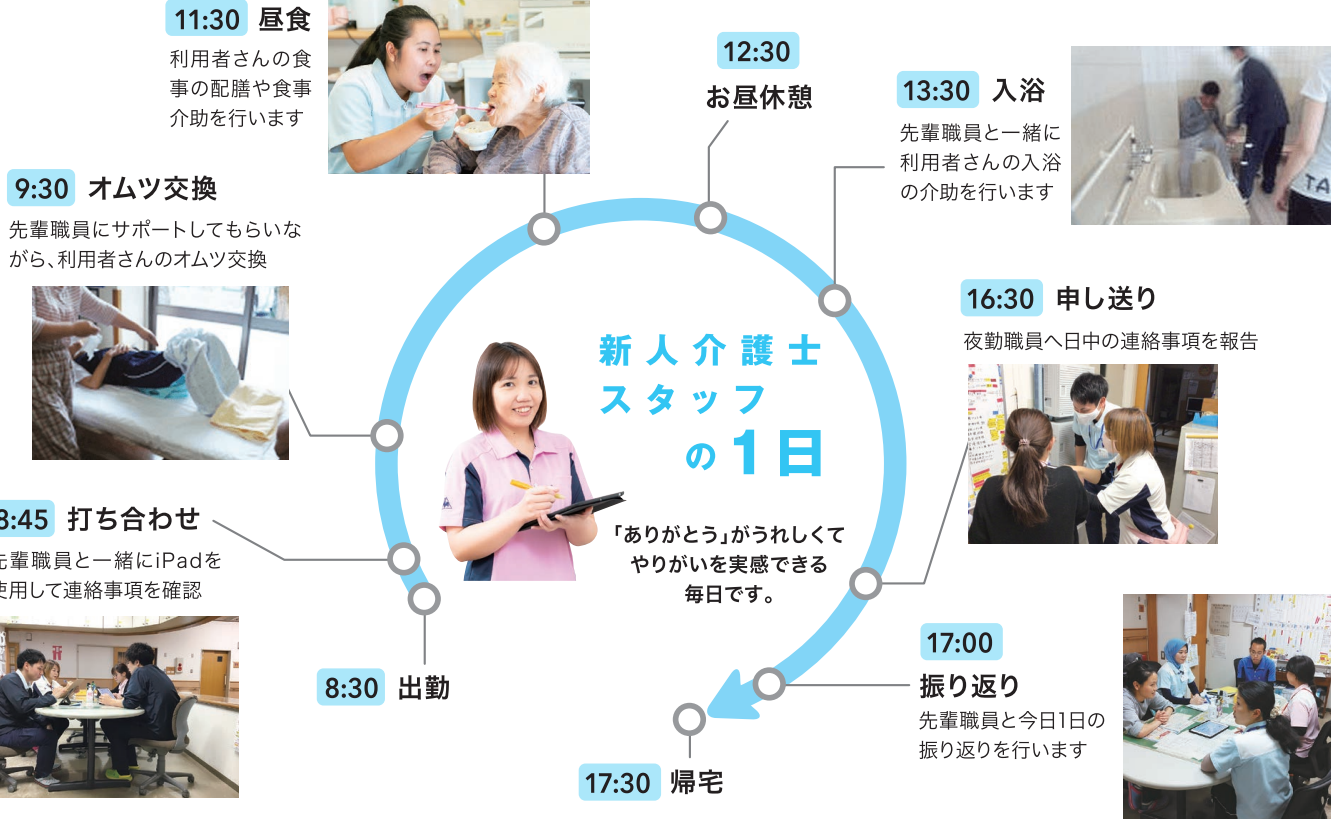 新人介護士
スタッフ
の1日
「ありがとう」がうれしくて
やりがいを実感できる
毎日です。
8:30 出勤
8:45 打ち合わせ
先輩職員と一緒にiPadを
使用して連絡事項を確認
9:30 オムツ交換
先輩職員にサポートしてもらいな
がら、利用者さんのオムツ交換
11:30 昼食
利用者さんの食
事の配膳や食事
介助を行います
12:30
お昼休憩
13:30 入浴
先輩職員と一緒に
利用者さんの入浴
の介助を行います
TA
16:30 申し送り
夜勤職員へ日中の連絡事項を報告
17:00
振り返り
先輩職員と今日1日の
振り返りを行います
17:30 帰宅